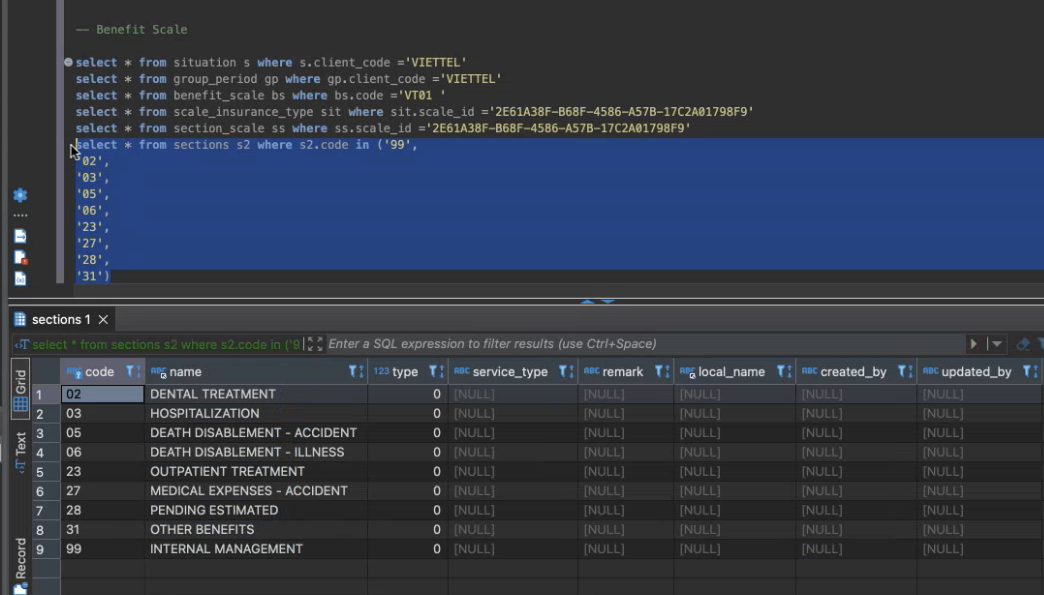 -- Benefit Scale
select * from situation s where s.client_code ='VIETTEL'
select * from group_period gp where gp.client_code ='VIETTEL'
select * from benefit_scale bs where bs.code ='VT01 '
select * from scale_insurance_type sit where sit.scale_id ='2E61A38F-B68F-4586-A57B-17C2A01798F9'
select * from section_scale ss where ss.scale_id ='2E61A38F-B68F-4586-A57B-17C2A01798F9'
select * from sections s2 where s2.code in ('99',
'02',
'03',
'05',
'06',
'23',
'27',
'28',
'31')
sections 1
select * from sections s2 where s2.code in ('9 Enter a SQL expression to filter results (use Ctrl+Space)
Grid
Text
Record
code name 123 type service_type remark local_name created_by updated_by
1 02 DENTAL TREATMENT 0 [NULL] [NULL] [NULL] [NULL] [NULL]
2 03 HOSPITALIZATION 0 [NULL] [NULL] [NULL] [NULL] [NULL]
3 05 DEATH DISABLEMENT - ACCIDENT 0 [NULL] [NULL] [NULL] [NULL] [NULL]
4 06 DEATH DISABLEMENT - ILLNESS 0 [NULL] [NULL] [NULL] [NULL] [NULL]
5 23 OUTPATIENT TREATMENT 0 [NULL] [NULL] [NULL] [NULL] [NULL]
6 27 MEDICAL EXPENSES - ACCIDENT 0 [NULL] [NULL] [NULL] [NULL] [NULL]
7 28 PENDING ESTIMATED 0 [NULL] [NULL] [NULL] [NULL] [NULL]
8 31 OTHER BENEFITS 0 [NULL] [NULL] [NULL] [NULL] [NULL]
9 99 INTERNAL MANAGEMENT 0 [NULL] [NULL] [NULL] [NULL] [NULL]